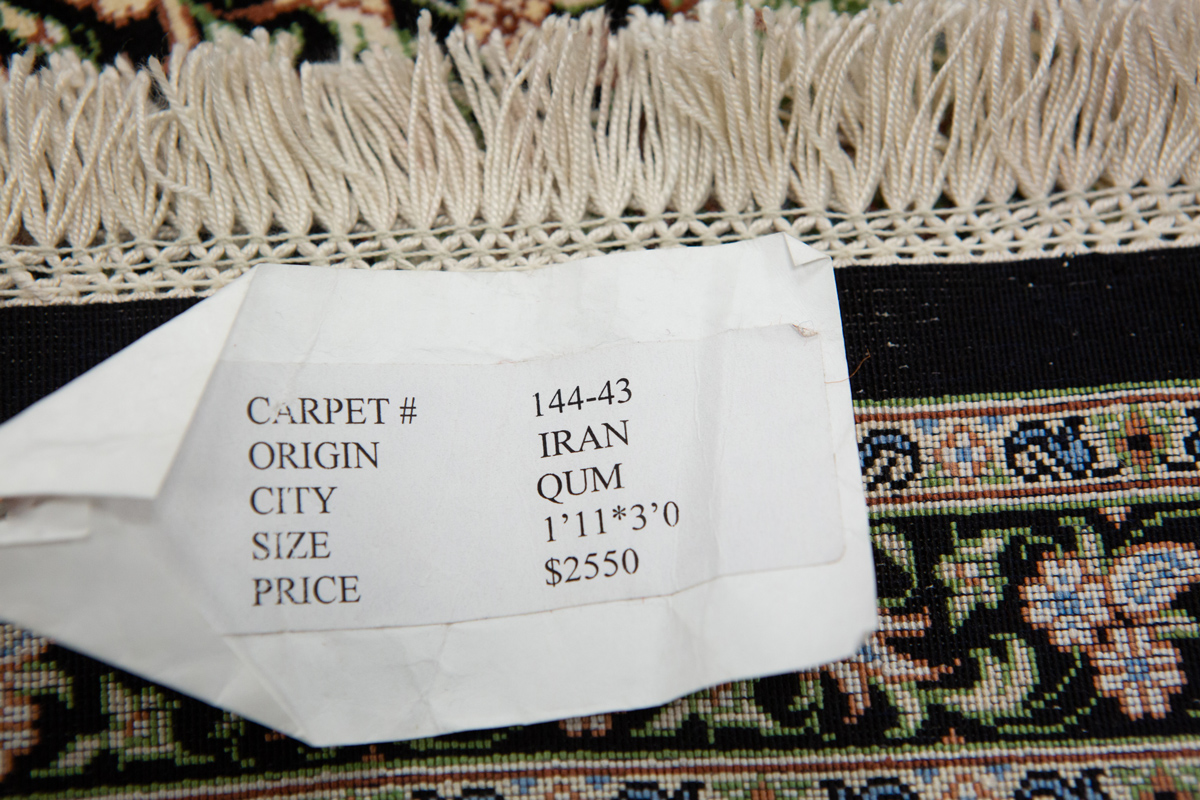 CARPET # 144-43
ORIGIN IRAN
CITY QUM
SIZE 1'11*3'0
PRICE $2550